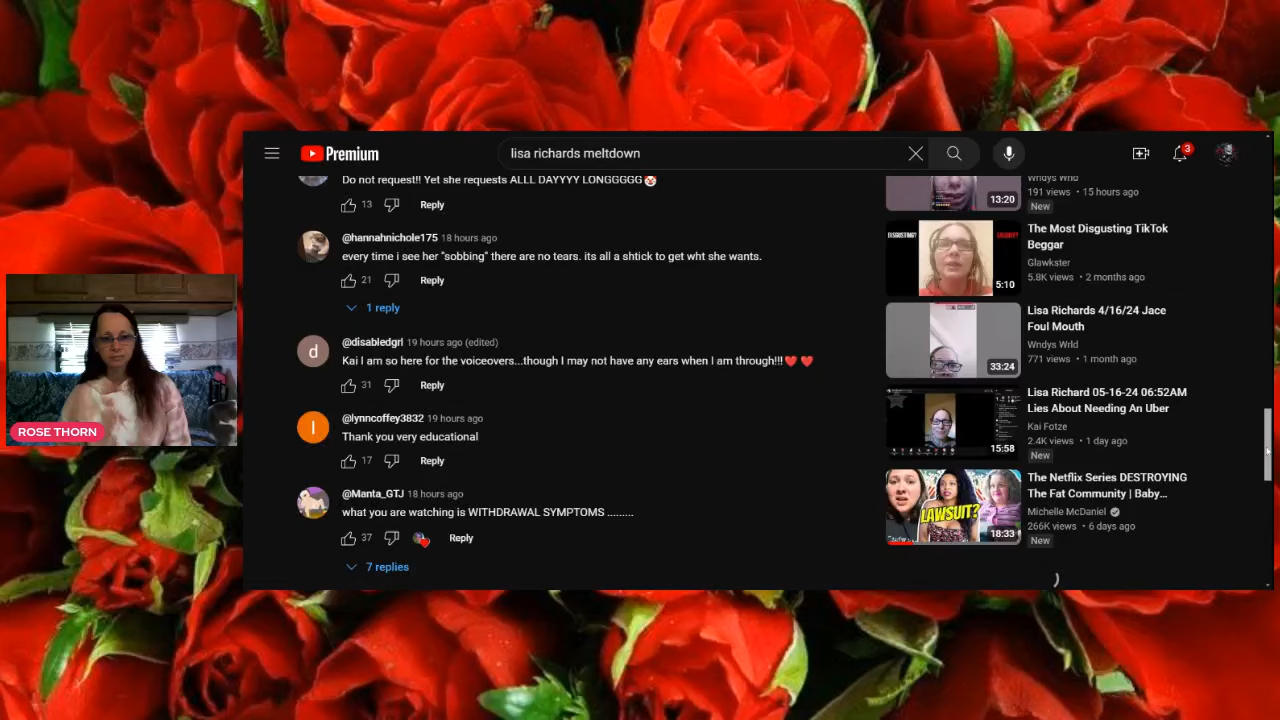 Premium
lisa richards meltdown
3
Do not request!! Yet she requests ALLL DAYYYY LONGGGGG🤡
13
Reply
@hannahnichole175 18 hours ago
every time i see her "sobbing" there are no tears. its all a shtick to get wht she wants.
21
Reply
1 reply
@disabledgrl 19 hours ago (edited)
Kai I am so here for the voiceovers...though I may not have any ears when I am through!!!❤️ ❤️
31
Reply
@lynncoffey3832 19 hours ago
l
Thank you very educational
17
Reply
@Manta_GTJ 18 hours ago
what you are watching is WITHDRAWAL SYMPTOMS .........
37
Reply
7 replies
13:20
Wndys Wrld
191 views • 15 hours ago
New
5:10
The Most Disgusting TikTok
Beggar
Glawkster
5.8K views • 2 months ago
33:24
Lisa Richards 4/16/24 Jace
Foul Mouth
Wndys Wrld
771 views • 1 month ago
15:58
Lisa Richard 05-16-24 06:52AM
Lies About Needing An Uber
Kai Fotze
2.4K views • 1 day ago
New
LAWSUIT?
18:33
The Netflix Series DESTROYING
The Fat Community | Baby...
Michelle McDaniel
266K views • 6 days ago
New
d
DISGUSTING?
ROSE THORN